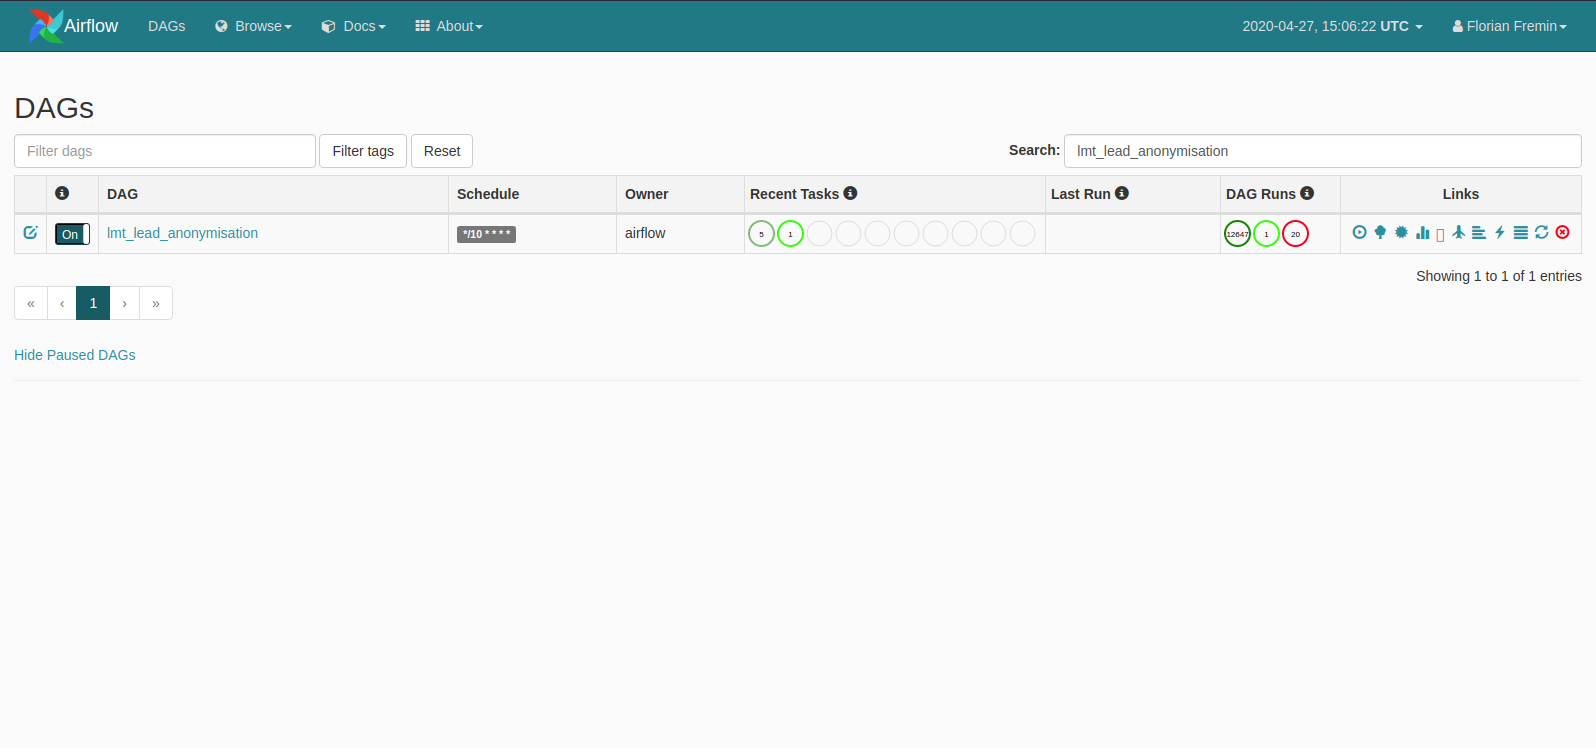 Airflow DAGs Browse Docs About 2020-04-27, 15:06:22 UTC Florian Fremin
DAGs
Filter dags Filter tags Reset Search: lmt_lead_anonymisation
DAG Schedule Owner Recent Tasks Last Run DAG Runs Links
On lmt_lead_anonymisation */10 * * * * airflow 5 1 12647 1 20
Showing 1 to 1 of 1 entries
« ‹ 1 › »
Hide Paused DAGs